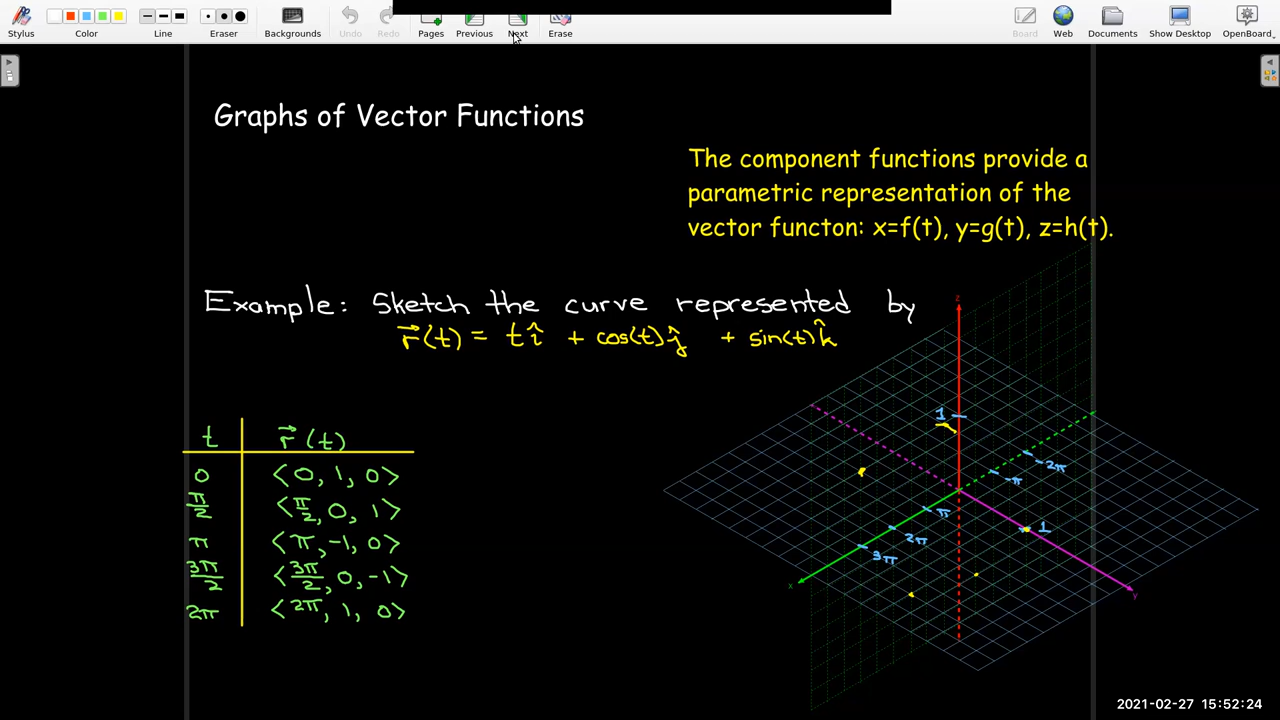 Stylus Color Line Eraser Backgrounds Undo Redo Pages Previous Next Erase Board Web Documents Show Desktop OpenBoard
Graphs of Vector Functions
The component functions provide a
parametric representation of the
vector functon: x=f(t), y=g(t), z=h(t).
Example: Sketch the curve represented by
r⃗(t) = t î + cos(t) ĵ + sin(t) k̂
t r⃗(t)
0 ⟨0, 1, 0⟩
π/2 ⟨π/2, 0, 1⟩
π ⟨π, -1, 0⟩
3π/2 ⟨3π/2, 0, -1⟩
2π ⟨2π, 1, 0⟩
z
1
-2π
-π
π
1
2π
3π
x
y
2021-02-27 15:52:24